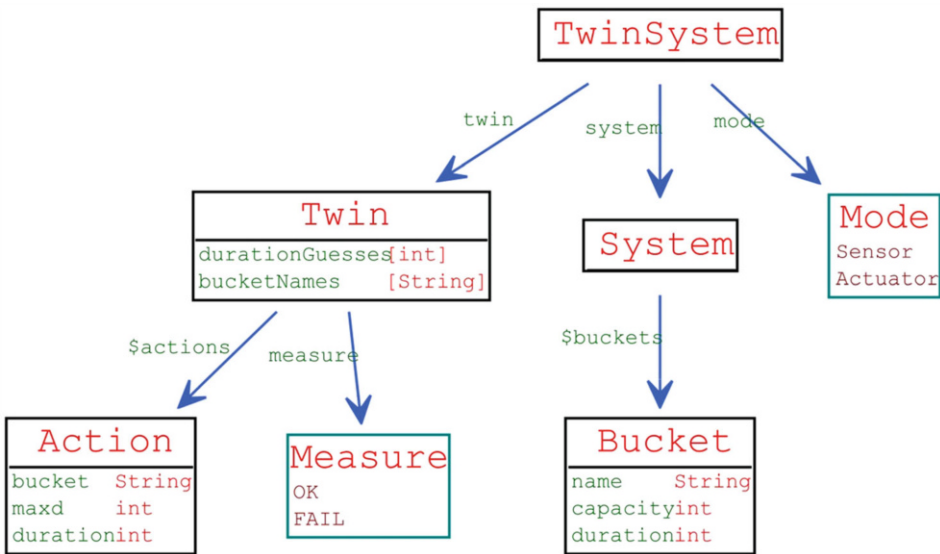 TwinSystem
twin
system
mode
Twin
durationGuesses[int]
bucketNames [String]
System
Mode
Sensor
Actuator
$actions
measure
$buckets
Action
bucket String
maxd int
durationint
Measure
OK
FAIL
Bucket
name String
capacityint
durationint